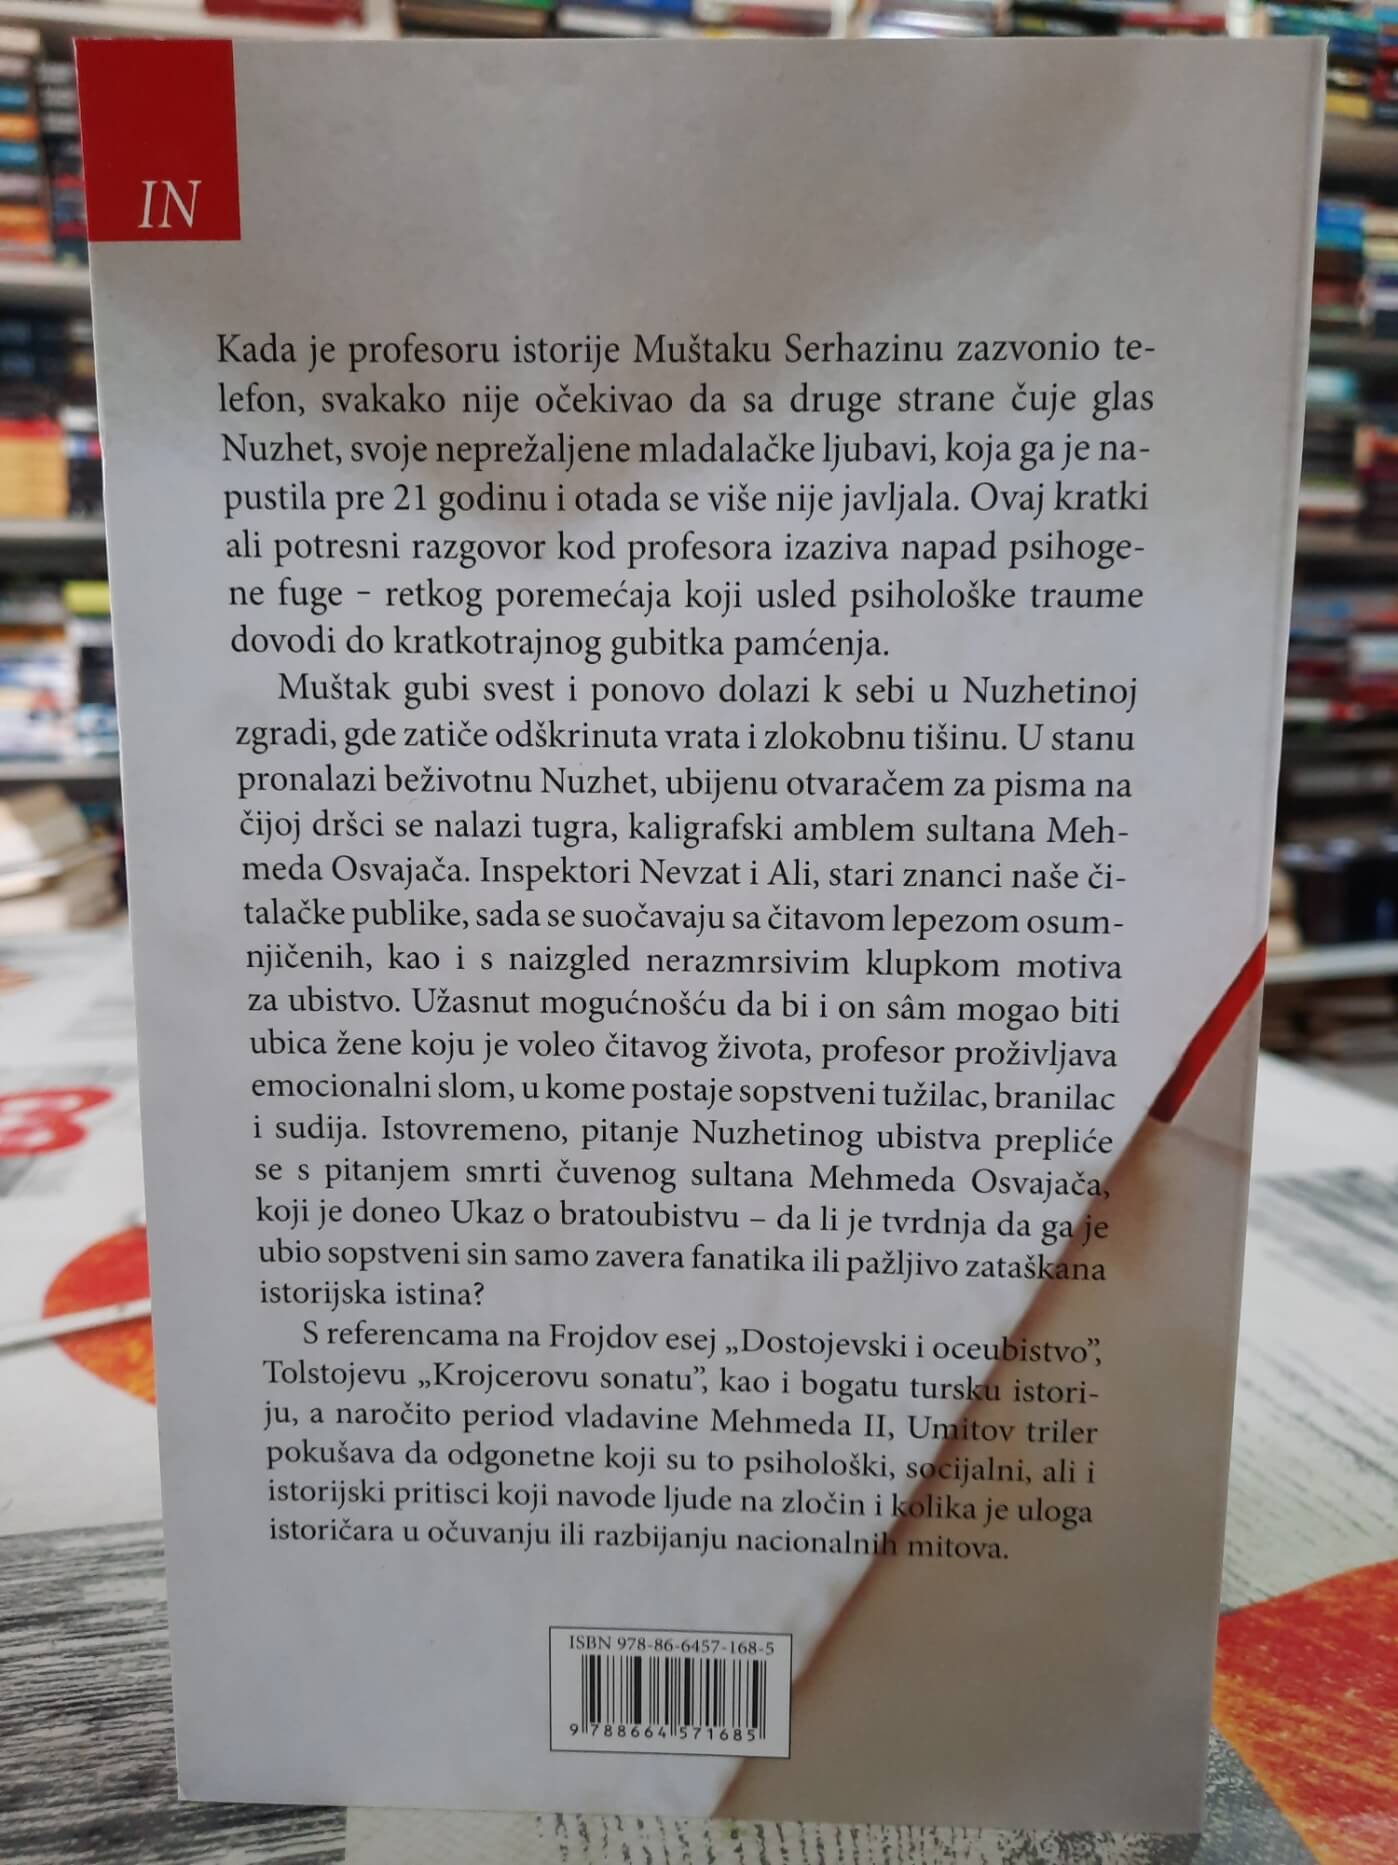 IN
Kada je profesoru istorije Muštaku Serhazinu zazvonio te-
lefon, svakako nije očekivao da sa druge strane čuje glas
Nuzhet, svoje neprežaljene mladalačke ljubavi, koja ga je na-
pustila pre 21 godinu i otada se više nije javljala. Ovaj kratki
ali potresni razgovor kod profesora izaziva napad psihoge-
ne fuge – retkog poremećaja koji usled psihološke traume
dovodi do kratkotrajnog gubitka pamćenja.
Muštak gubi svest i ponovo dolazi k sebi u Nuzhetinoj
zgradi, gde zatiče odškrinuta vrata i zlokobnu tišinu. U stanu
pronalazi beživotnu Nuzhet, ubijenu otvaračem za pisma na
čijoj dršci se nalazi tugra, kaligrafski amblem sultana Meh-
meda Osvajača. Inspektori Nevzat i Ali, stari znanci naše či-
talačke publike, sada se suočavaju sa čitavom lepezom osum-
njičenih, kao i s naizgled nerazmrsivim klupkom motiva
za ubistvo. Užasnut mogućnošću da bi i on sâm mogao biti
ubica žene koju je voleo čitavog života, profesor proživljava
emocionalni slom, u kome postaje sopstveni tužilac, branilac
i sudija. Istovremeno, pitanje Nuzhetinog ubistva prepliće
se s pitanjem smrti čuvenog sultana Mehmeda Osvajača,
koji je doneo Ukaz o bratoubistvu – da li je tvrdnja da ga je
ubio sopstveni sin samo zavera fanatika ili pažljivo zataškana
istorijska istina?
S referencama na Frojdov esej „Dostojevski i oceubistvo”,
Tolstojevu „Krojcerovu sonatu”, kao i bogatu tursku istori-
ju, a naročito period vladavine Mehmeda II, Umitov triler
pokušava da odgonetne koji su to psihološki, socijalni, ali i
istorijski pritisci koji navode ljude na zločin i kolika je uloga
istoričara u očuvanju ili razbijanju nacionalnih mitova.
ISBN 978-86-6457-168-5
9 788664 571685